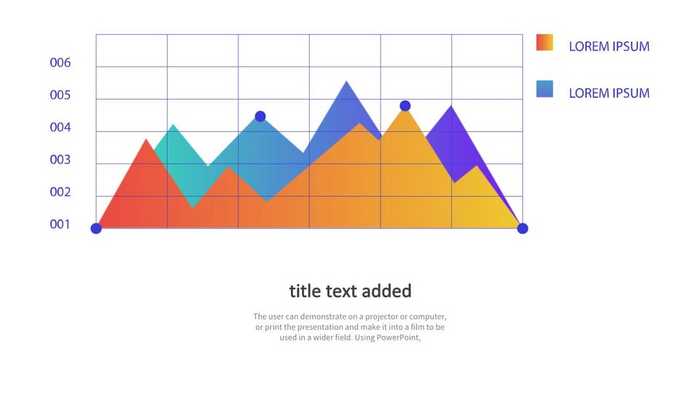 006
005
004
003
002
001
LOREM IPSUM
LOREM IPSUM
title text added
The user can demonstrate on a projector or computer,
or print the presentation and make it into a film to be
used in a wider field. Using PowerPoint,